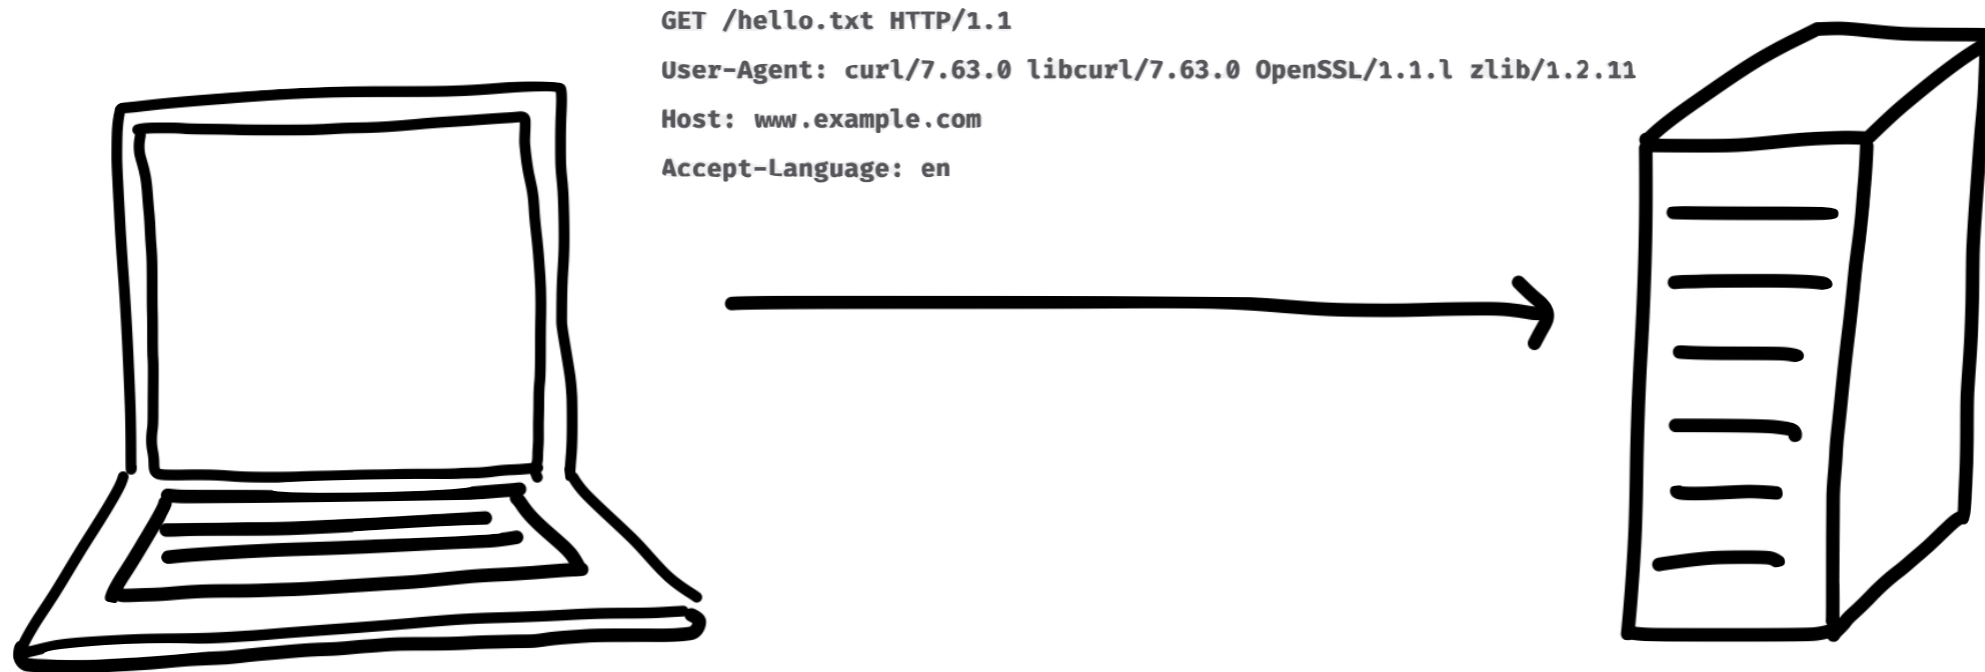 GET /hello.txt HTTP/1.1
User-Agent: curl/7.63.0 libcurl/7.63.0 OpenSSL/1.1.l zlib/1.2.11
Host: www.example.com
Accept-Language: en